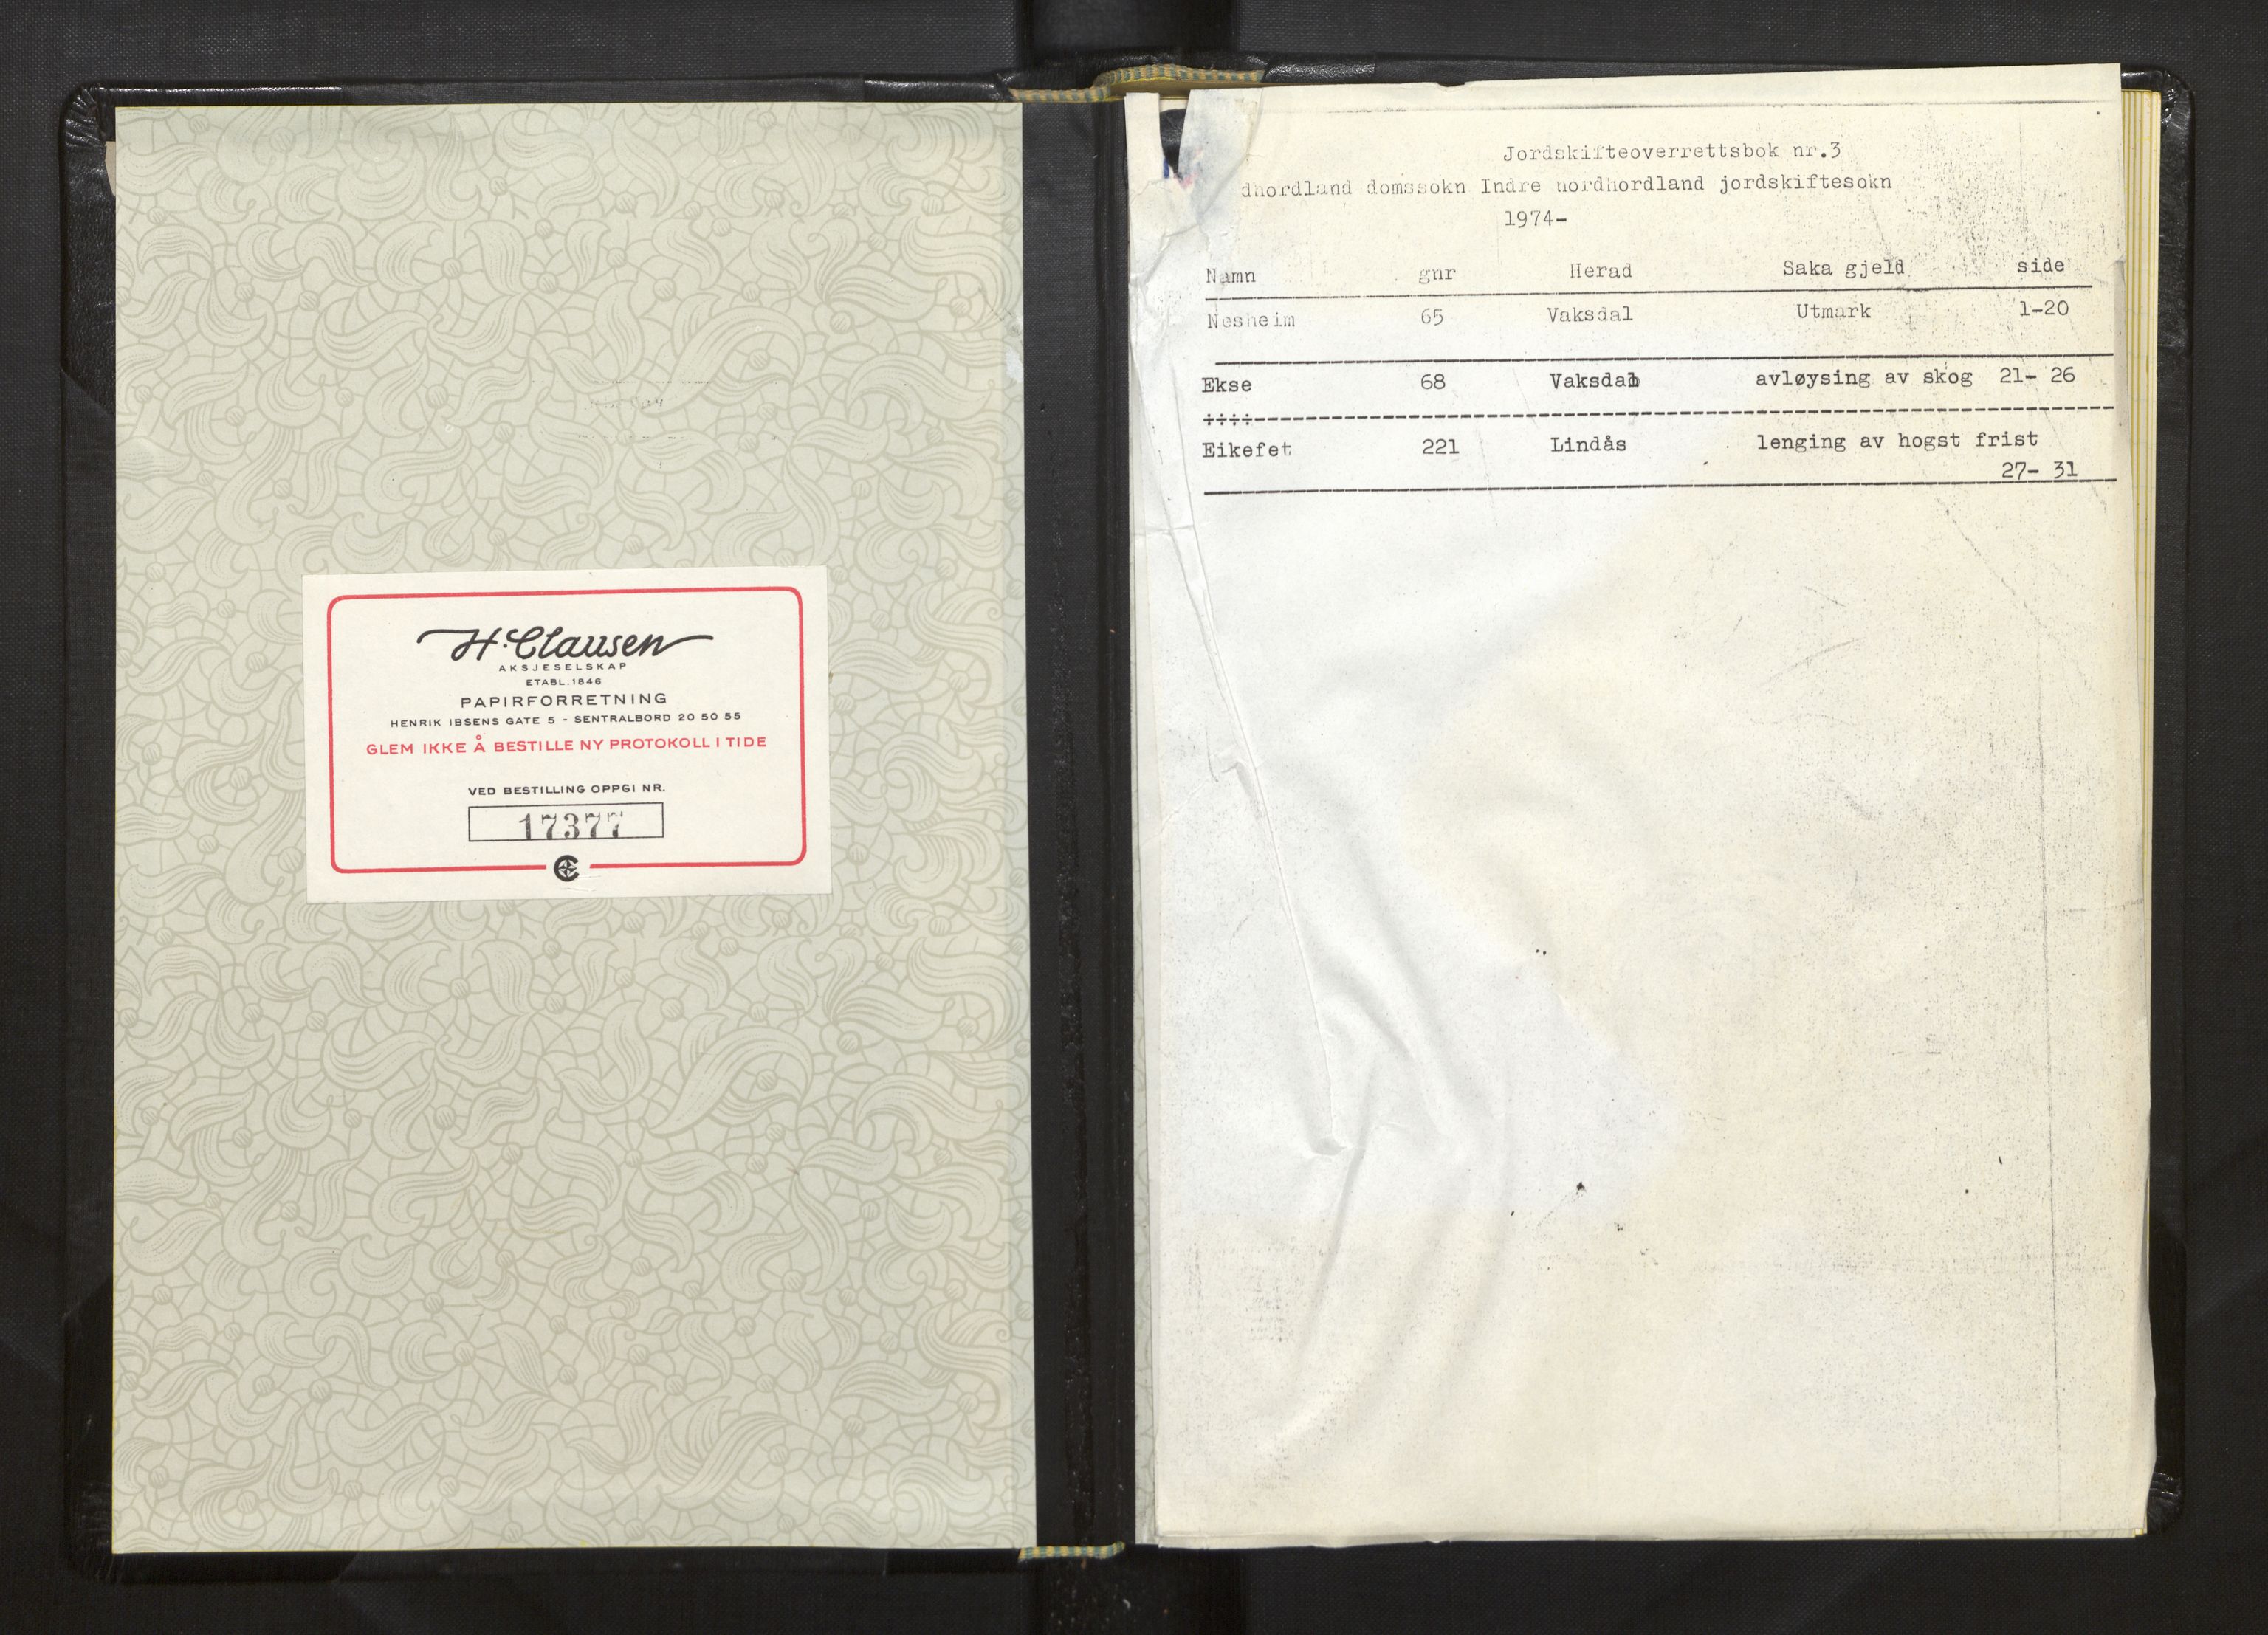 H. Clausen
AKSJESELSKAP
ETABL. 1846
PAPIRFORRETNING
HENRIK IBSENS GATE 5 - SENTRALBORD 20 50 55
GLEM IKKE Å BESTILLE NY PROTOKOLL I TIDE
VED BESTILLING OPPGI NR.
17377
Jordskifteoverrettsbok nr.3
dhordland domssokn Indre nordhordland jordskiftesokn
1974-
Namn gnr Herad Saka gjeld side
Nesheim 65 Vaksdal Utmark 1-20
Ekse 68 Vaksdal avløysing av skog 21- 26
÷÷÷÷
Eikefet 221 Lindås lenging av hogst frist
27- 31